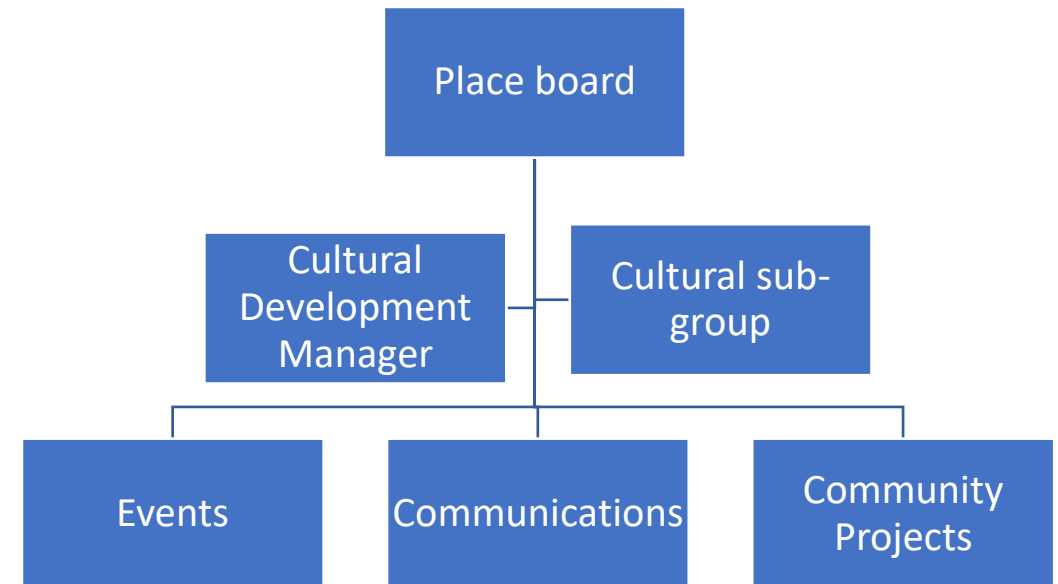 Place board
Cultural
Development
Manager
Cultural sub-
group
Events
Communications
Community
Projects